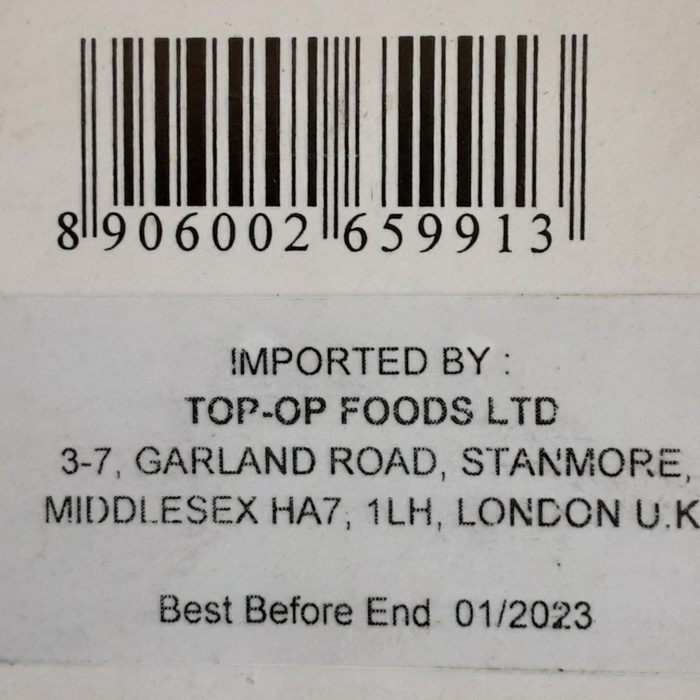 8 906002 659913
IMPORTED BY :
TOP-OP FOODS LTD
3-7, GARLAND ROAD, STANMORE,
MIDDLESEX HA7, 1LH, LONDON U.K
Best Before End 01/2023